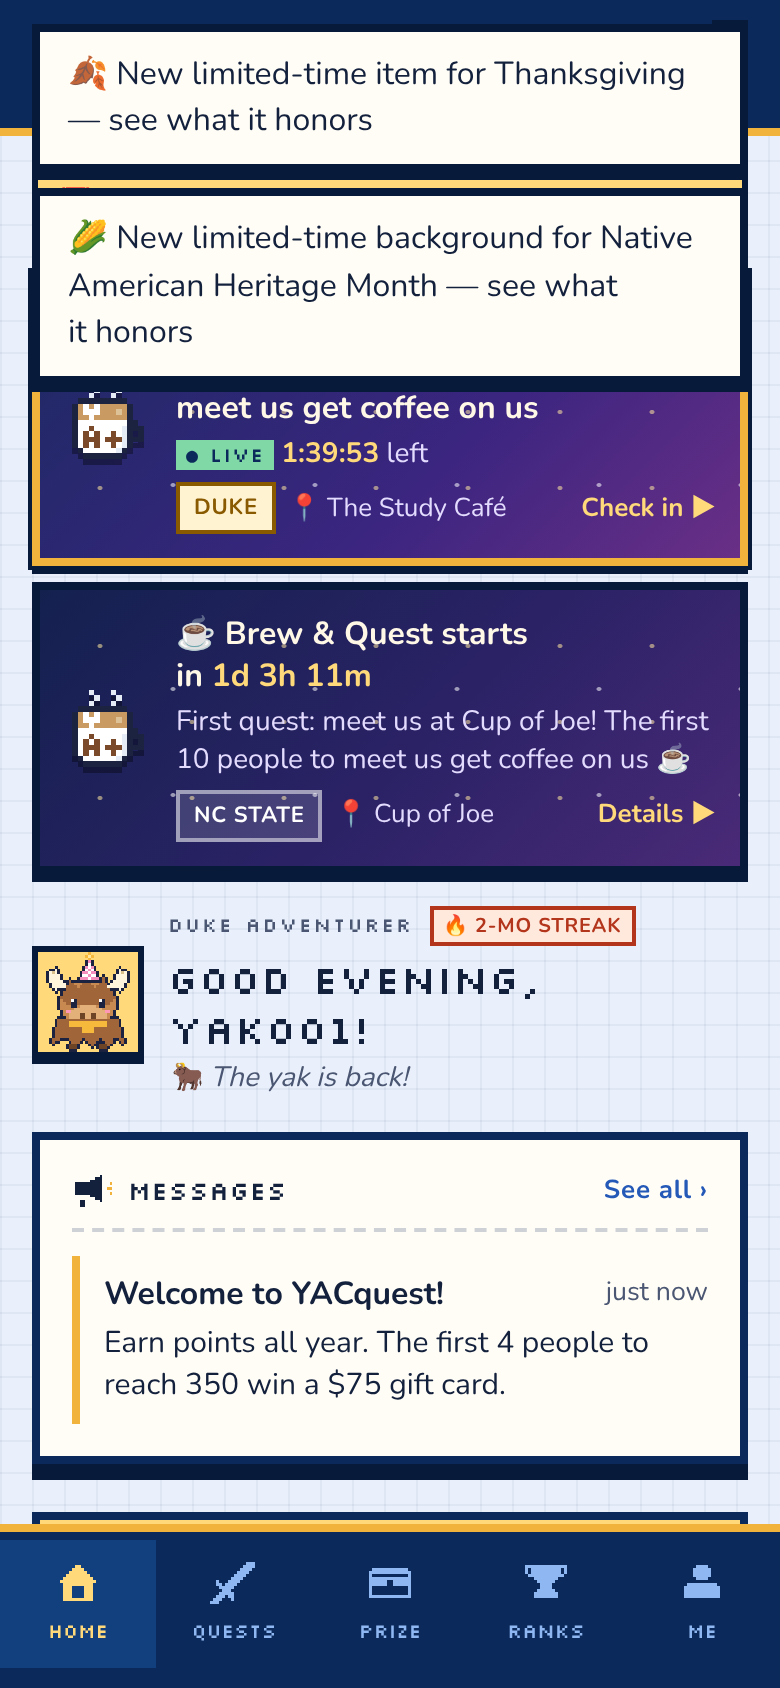 🍂 New limited-time item for Thanksgiving
— see what it honors
🌽 New limited-time background for Native
American Heritage Month — see what
it honors
meet us get coffee on us
H+
● LIVE 1:39:53 left
DUKE 📍 The Study Café Check in ▶
☕ Brew & Quest starts
in 1d 3h 11m
First quest: meet us at Cup of Joe! The first
10 people to meet us get coffee on us ☕
H+
NC STATE 📍 Cup of Joe Details ▶
DUKE ADVENTURER 🔥 2-MO STREAK
GOOD EVENING,
YAK001!
🐂 The yak is back!
MESSAGES See all ›
Welcome to YACquest! just now
Earn points all year. The first 4 people to
reach 350 win a $75 gift card.
HOME QUESTS PRIZE RANKS ME